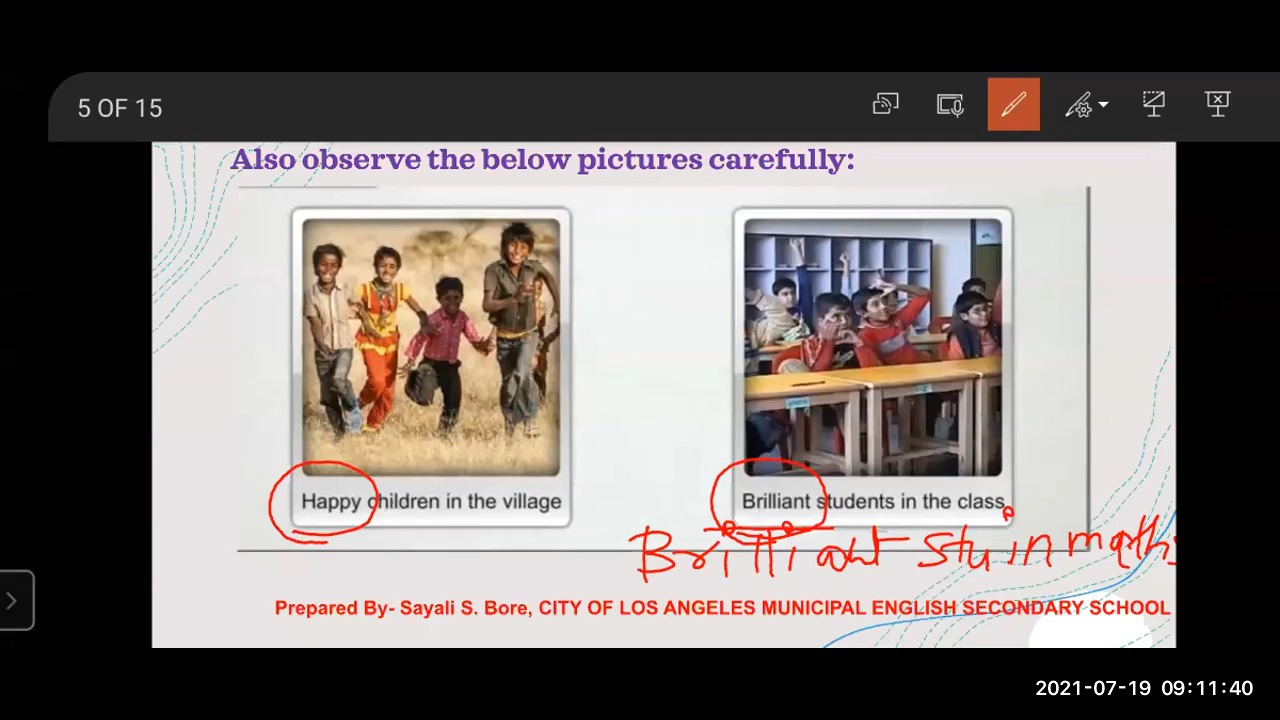 5 OF 15
Also observe the below pictures carefully:
Happy children in the village
Brilliant students in the class
Brilliant stu in maths
Prepared By- Sayali S. Bore, CITY OF LOS ANGELES MUNICIPAL ENGLISH SECONDARY SCHOOL
2021-07-19 09:11:40